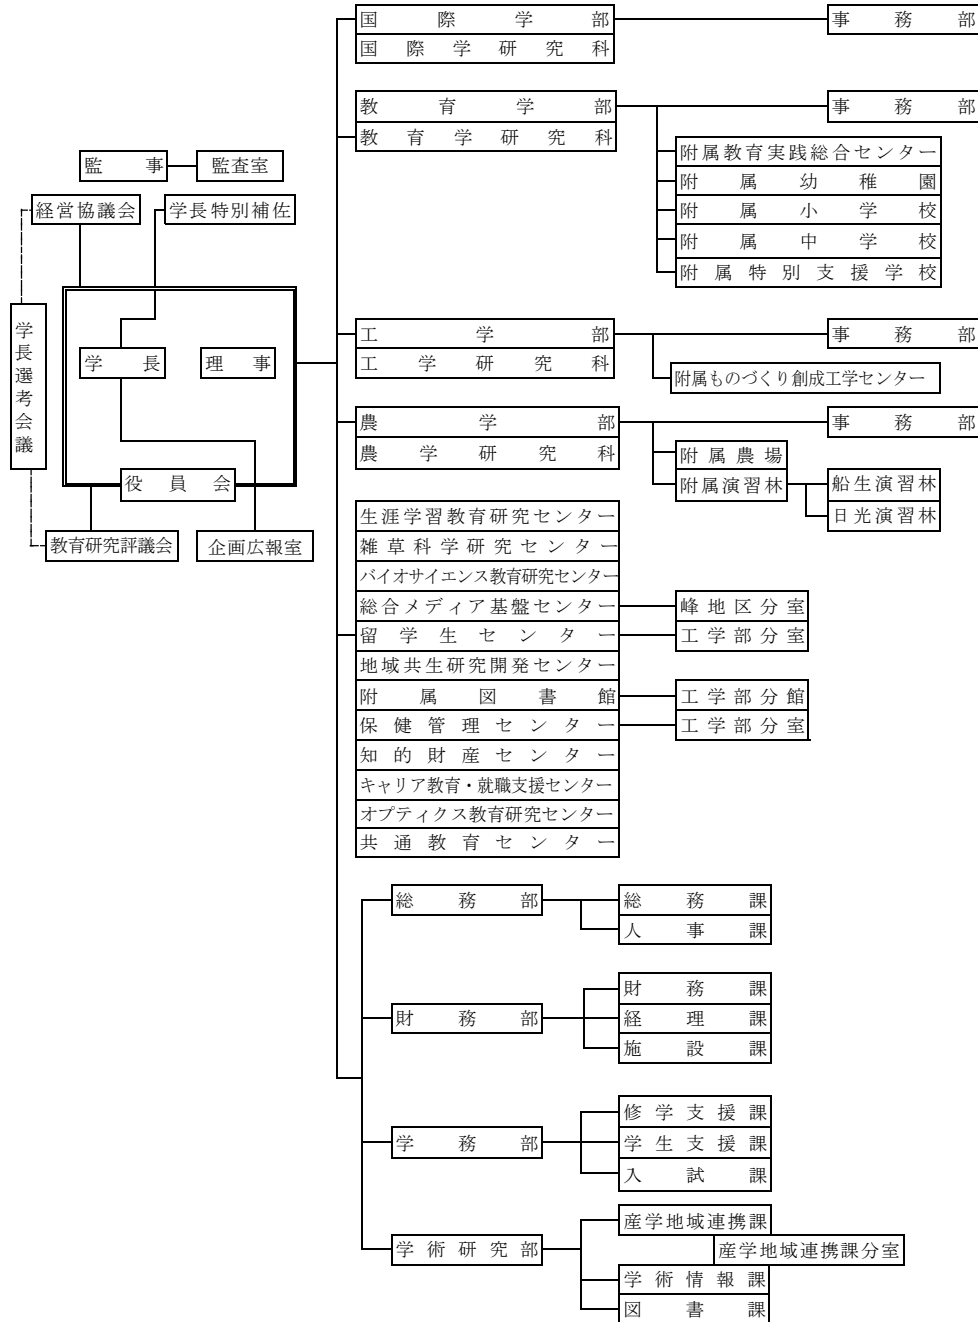 国際学部
事務部
国際学研究科
教育学部
事務部
教育学研究科
附属教育実践総合センター
附属幼稚園
附属小学校
附属中学校
附属特別支援学校
監事
監査室
経営協議会
学長特別補佐
学長選考会議
学長
理事
役員会
教育研究評議会
企画広報室
工学部
事務部
工学研究科
附属ものづくり創成工学センター
農学部
事務部
農学研究科
附属農場
附属演習林
船生演習林
日光演習林
生涯学習教育研究センター
雑草科学研究センター
バイオサイエンス教育研究センター
総合メディア基盤センター
峰地区分室
留学生センター
工学部分室
地域共生研究開発センター
附属図書館
工学部分館
保健管理センター
工学部分室
知的財産センター
キャリア教育・就職支援センター
オプティクス教育研究センター
共通教育センター
総務部
総務課
人事課
財務部
財務課
経理課
施設課
学務部
修学支援課
学生支援課
入試課
学術研究部
産学地域連携課
産学地域連携課分室
学術情報課
図書課